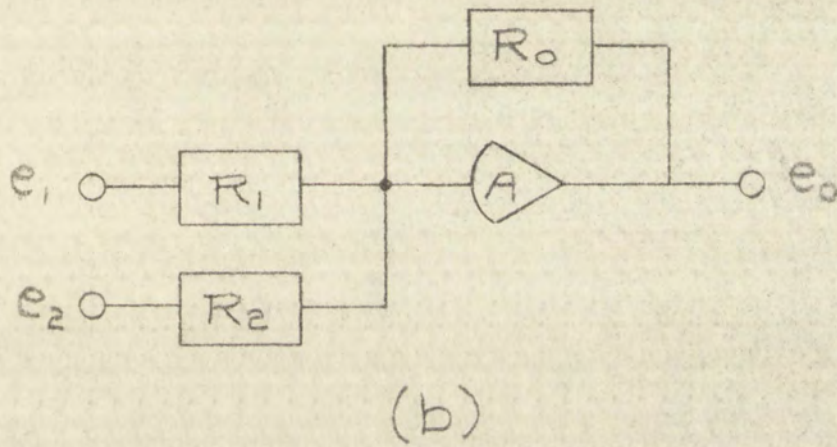 R₀
e₁ R₁ A e₀
e₂ R₂
(b)